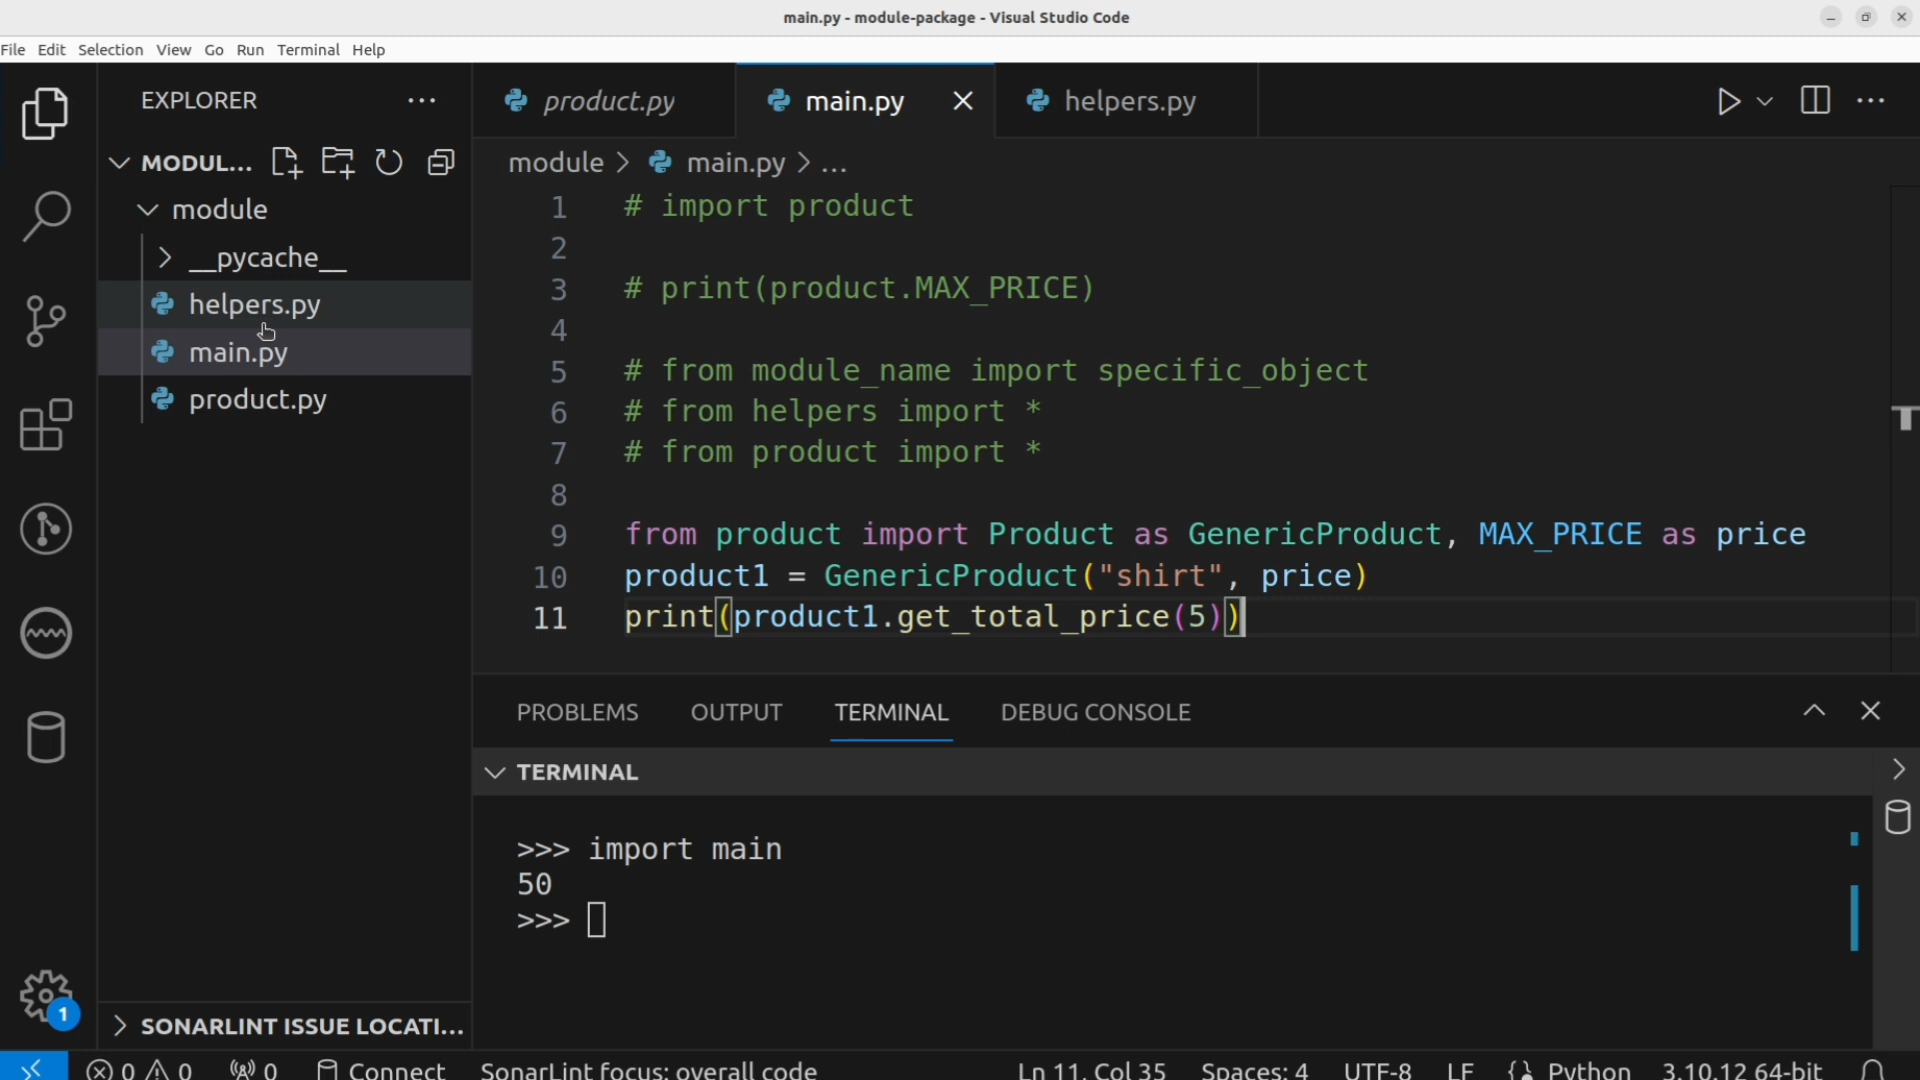 main.py - module-package - Visual Studio Code
File Edit Selection View Go Run Terminal Help
EXPLORER
MODUL...
module
__pycache__
helpers.py
main.py
product.py
SONARLINT ISSUE LOCATI...
product.py main.py helpers.py
module > main.py > ...
1 # import product
2
3 # print(product.MAX_PRICE)
4
5 # from module_name import specific_object
6 # from helpers import *
7 # from product import *
8
9 from product import Product as GenericProduct, MAX_PRICE as price
10 product1 = GenericProduct("shirt", price)
11 print(product1.get_total_price(5))
PROBLEMS OUTPUT TERMINAL DEBUG CONSOLE
TERMINAL
>>> import main
50
>>>
1
0 0 0 Connect SonarLint focus: overall code Ln 11, Col 35 Spaces: 4 UTF-8 LF Python 3.10.12 64-bit